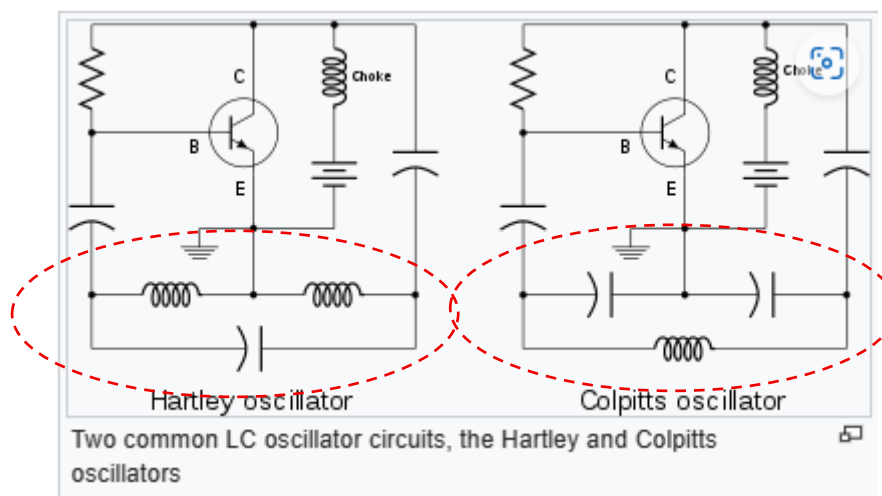 C
Choke
B
E
C
Choke
B
E
Hartley oscillator
Colpitts oscillator
Two common LC oscillator circuits, the Hartley and Colpitts
oscillators